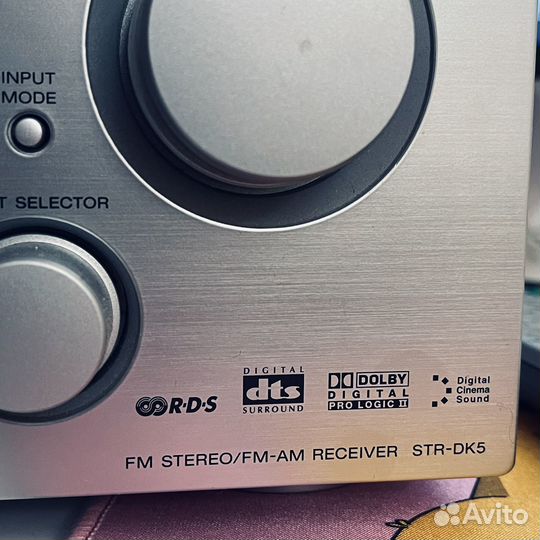 INPUT
MODE
T SELECTOR
R·D·S
DIGITAL
dts
SURROUND
DOLBY
DIGITAL
PRO LOGIC II
Digital
Cinema
Sound
FM STEREO/FM-AM RECEIVER STR-DK5
Avito